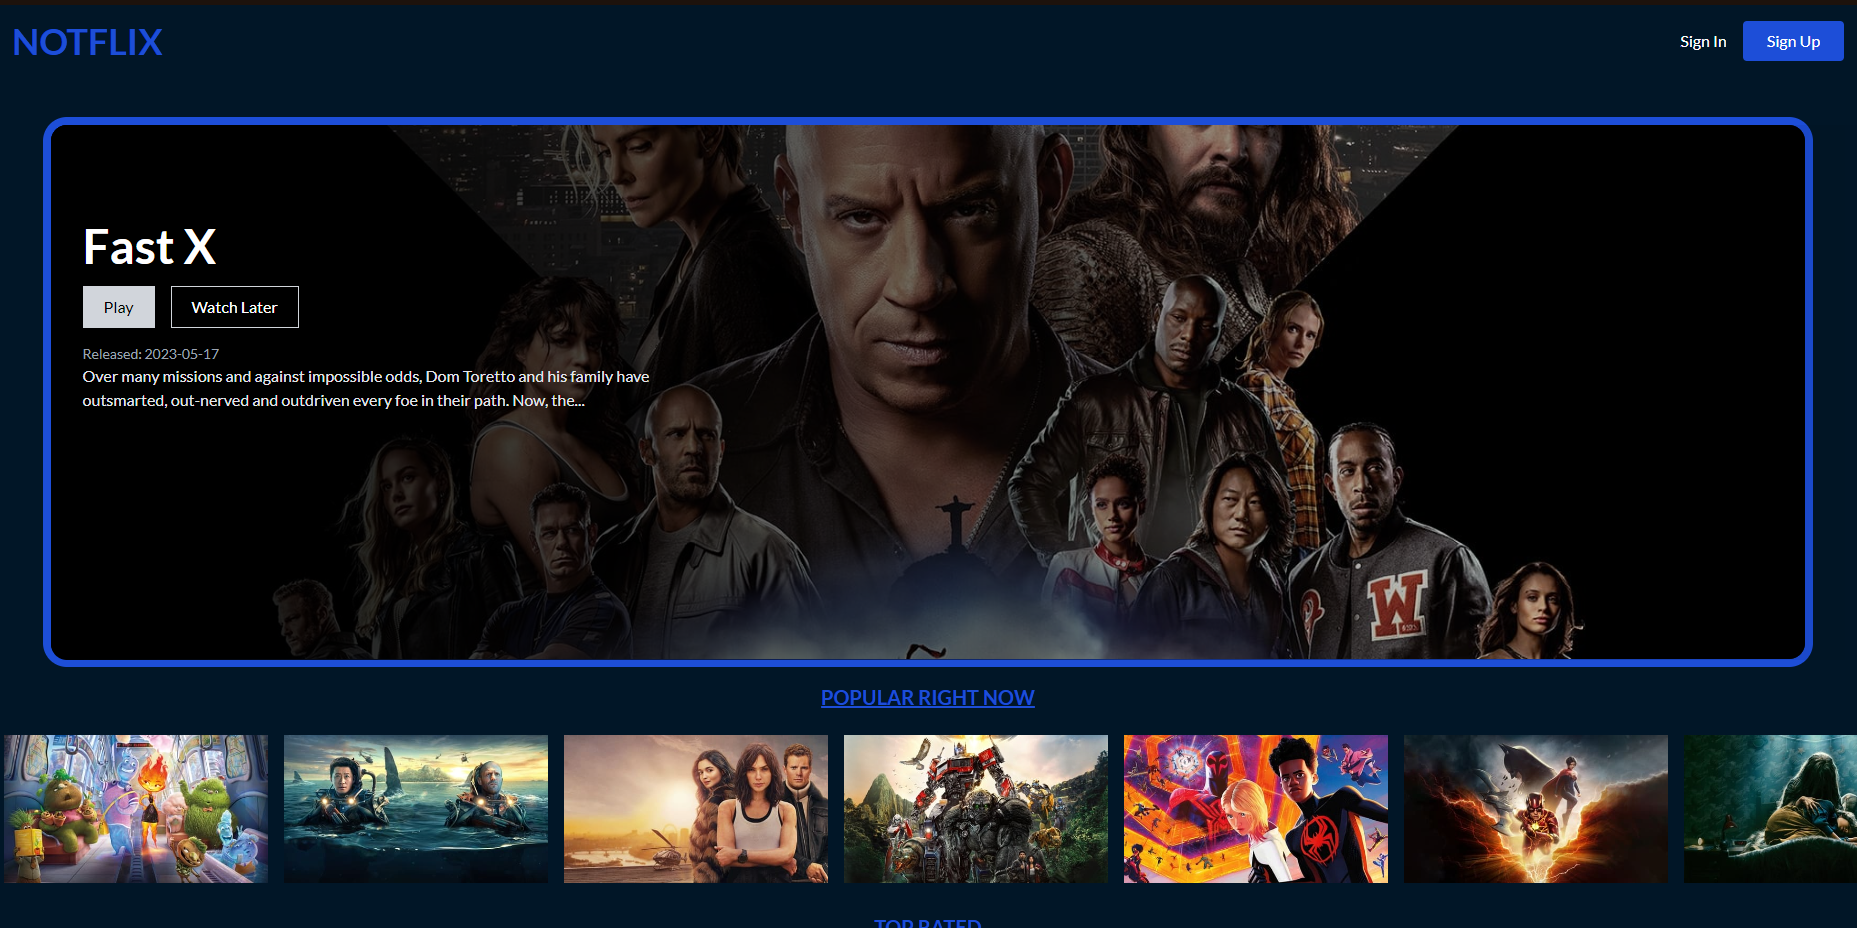 NOTFLIX
Sign In
Sign Up
Fast X
Play
Watch Later
Released: 2023-05-17
Over many missions and against impossible odds, Dom Toretto and his family have
outsmarted, out-nerved and outdriven every foe in their path. Now, the...
W
POPULAR RIGHT NOW
TOP RATED